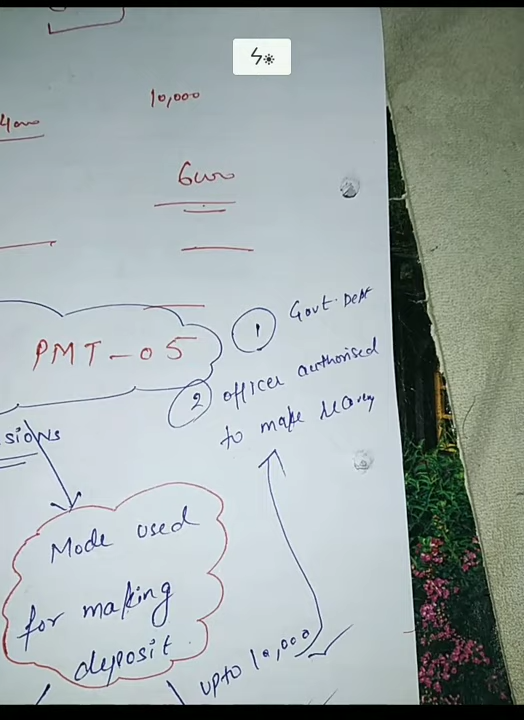 10,000
4000
6000
PMT-05
1 Govt. Dept
2 officer authorised
to make
sions
Mode used
for making
deposit.
upto 10,000